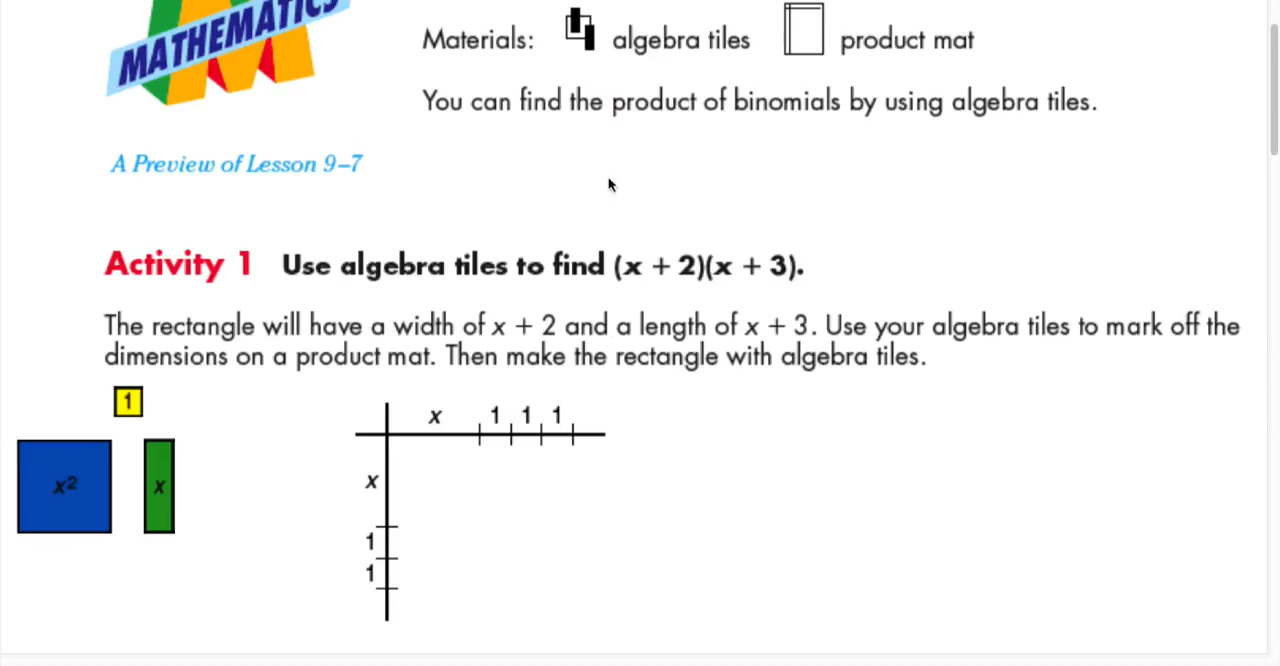 MATHEMATICS
Materials: algebra tiles product mat
You can find the product of binomials by using algebra tiles.
A Preview of Lesson 9–7
Activity 1 Use algebra tiles to find (x + 2)(x + 3).
The rectangle will have a width of x + 2 and a length of x + 3. Use your algebra tiles to mark off the
dimensions on a product mat. Then make the rectangle with algebra tiles.
1
x 1 1 1
x² x
x
1
1